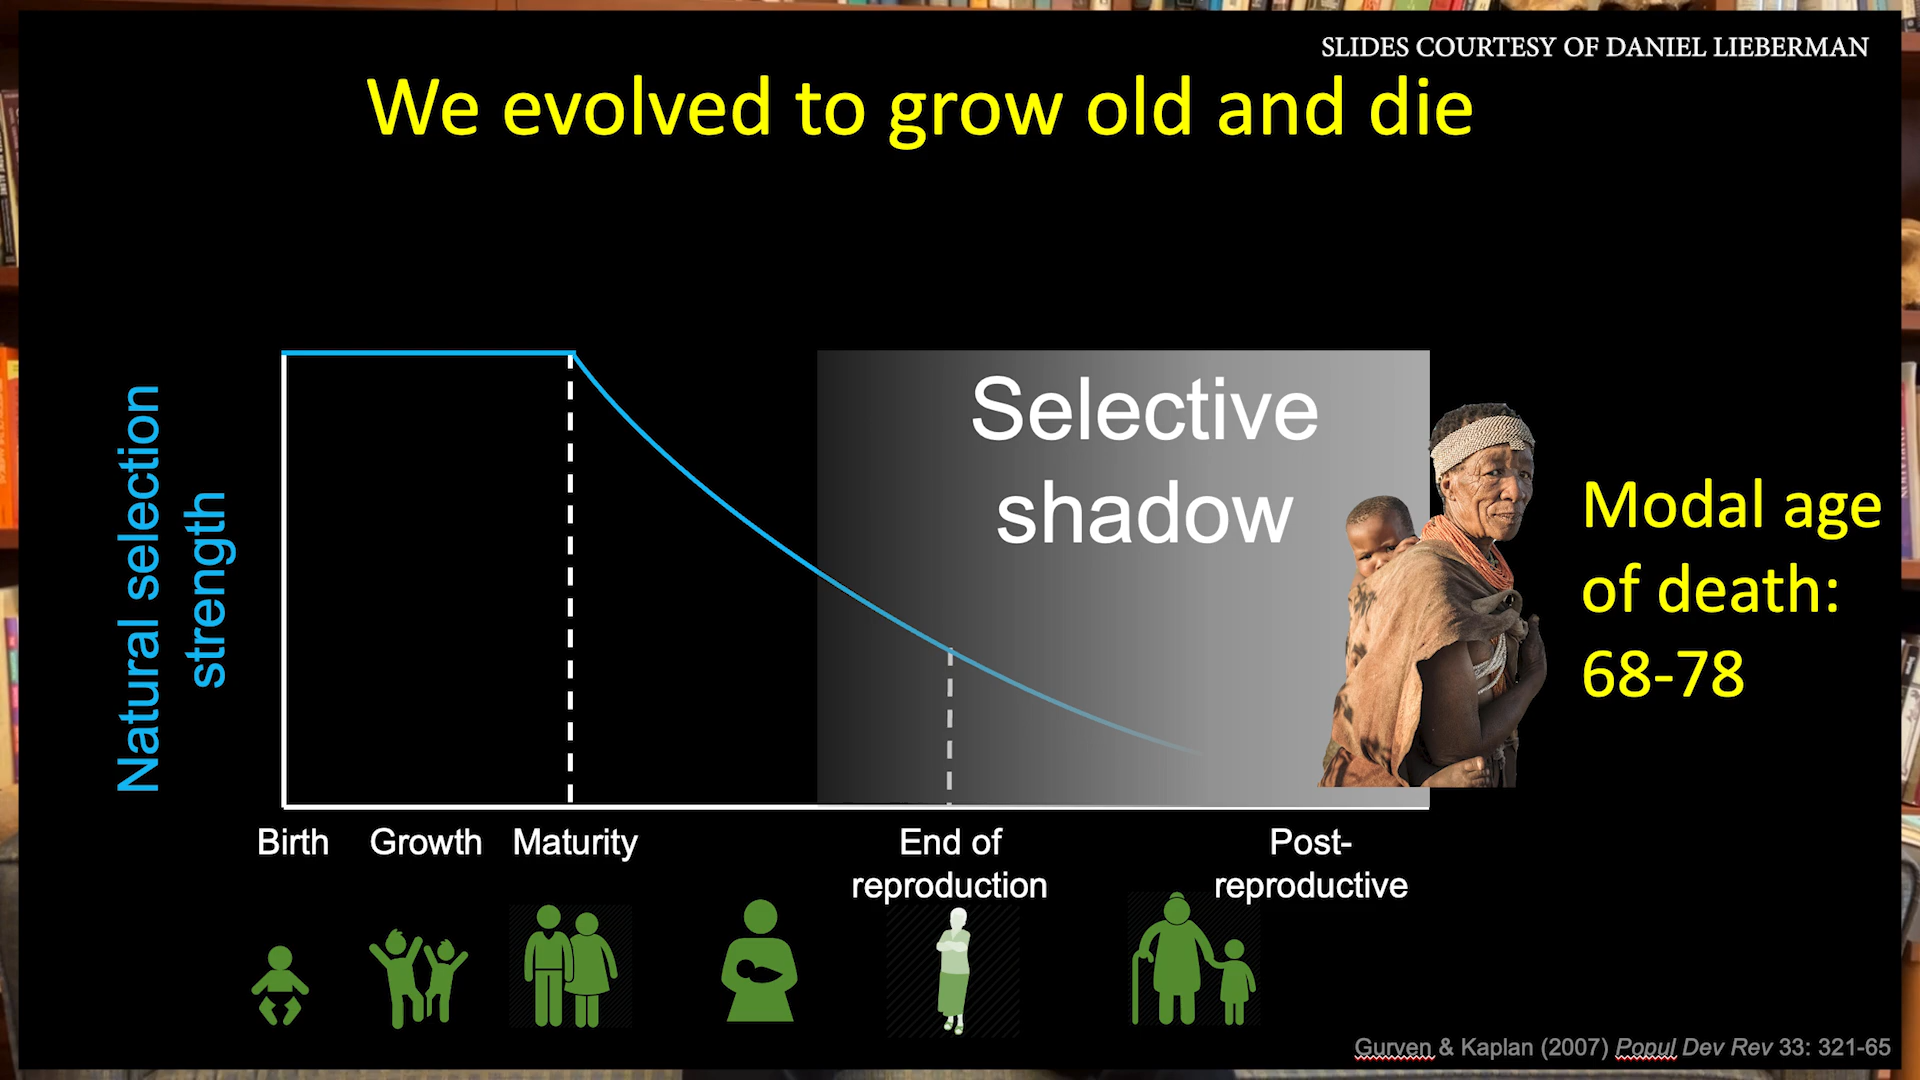 SLIDES COURTESY OF DANIEL LIEBERMAN
We evolved to grow old and die
Natural selection
strength
Selective
shadow
Modal age
of death:
68-78
Birth
Growth
Maturity
End of
reproduction
Post-
reproductive
Gurven & Kaplan (2007) Popul Dev Rev 33: 321-65